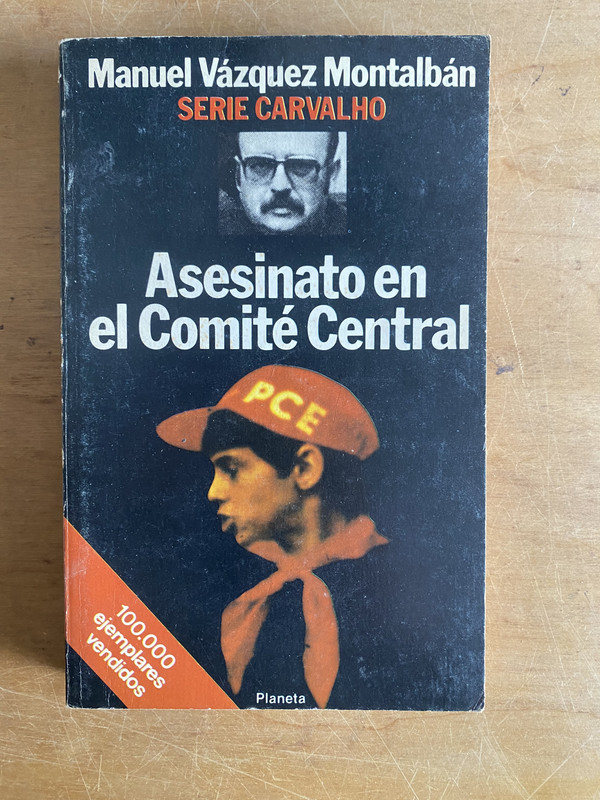 Manuel Vázquez Montalbán
SERIE CARVALHO
Asesinato en
el Comité Central
PCE
100.000
ejemplares
vendidos
Planeta